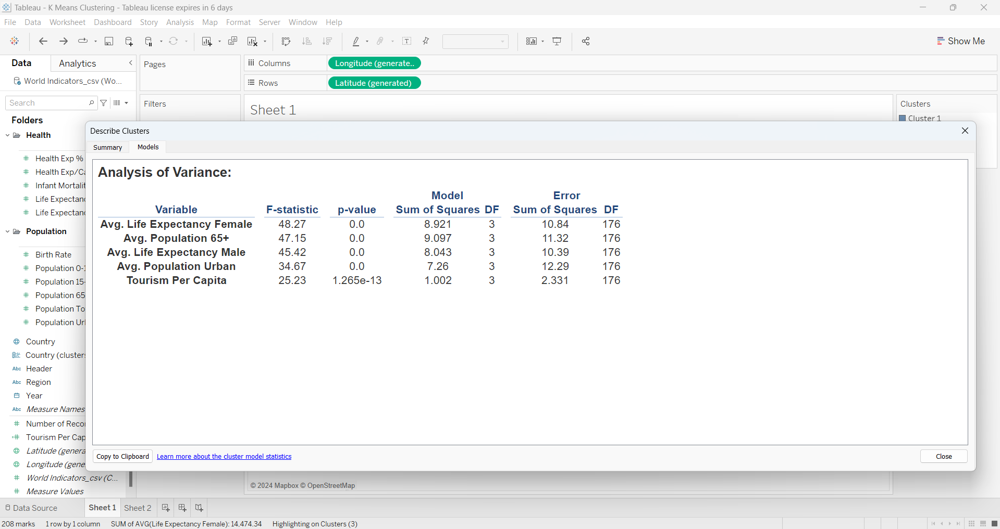 Tableau - K Means Clustering - Tableau license expires in 6 days
File Data Worksheet Dashboard Story Analysis Map Format Server Window Help
Show Me
Data Analytics
Pages
Columns Longitude (generate..
World Indicators_csv (Wo...
Rows Latitude (generated)
Search
Filters
Sheet 1
Clusters
Cluster 1
Folders
Health
Health Exp %
Health Exp/Ca
Infant Mortalit
Life Expectanc
Life Expectanc
Population
Birth Rate
Population 0-1
Population 15-
Population 65
Population To
Population Url
Country
Country (clusters
Abc Header
Abc Region
Year
Abc Measure Names
Number of Recor
Tourism Per Cap
Latitude (genera
Longitude (gene
World Indicators_csv (C...
Measure Values
Describe Clusters
Summary Models
Analysis of Variance:
Model Error
Variable F-statistic p-value Sum of Squares DF Sum of Squares DF
Avg. Life Expectancy Female 48.27 0.0 8.921 3 10.84 176
Avg. Population 65+ 47.15 0.0 9.097 3 11.32 176
Avg. Life Expectancy Male 45.42 0.0 8.043 3 10.39 176
Avg. Population Urban 34.67 0.0 7.26 3 12.29 176
Tourism Per Capita 25.23 1.265e-13 1.002 3 2.331 176
Copy to Clipboard Learn more about the cluster model statistics Close
© 2024 Mapbox © OpenStreetMap
Data Source Sheet 1 Sheet 2
208 marks 1 row by 1 column SUM of AVG(Life Expectancy Female): 14,474.34 Highlighting on Clusters (3)